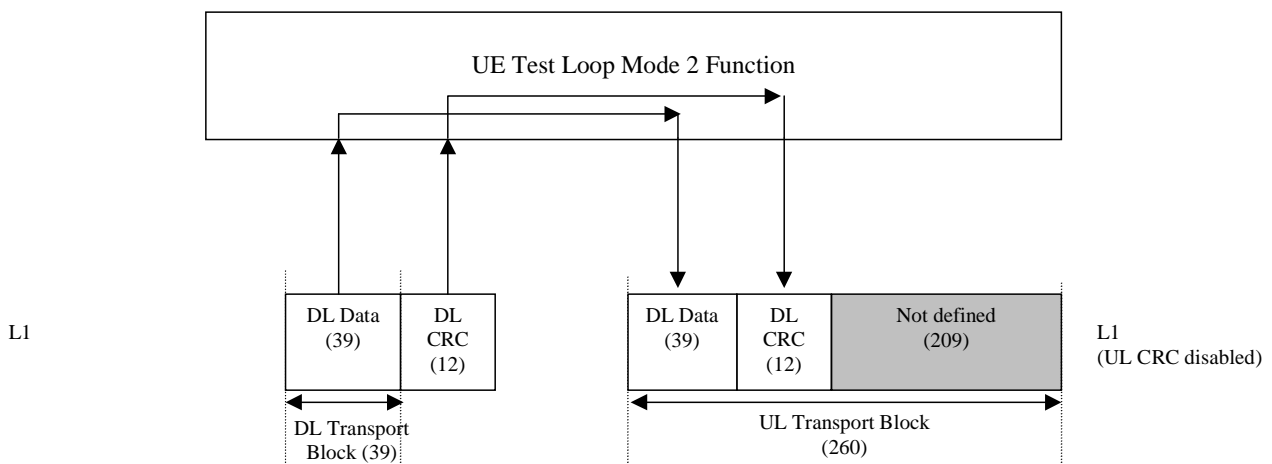 UE Test Loop Mode 2 Function
L1
DL Data
(39)
DL
CRC
(12)
DL Transport
Block (39)
DL Data
(39)
DL
CRC
(12)
Not defined
(209)
UL Transport Block
(260)
L1
(UL CRC disabled)